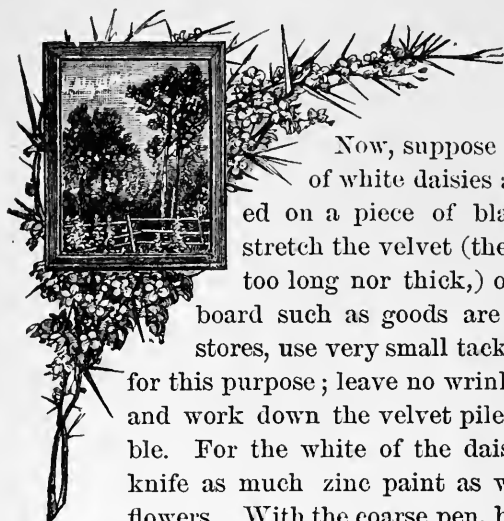 Now, suppose
of white daisies a
ed on a piece of bla
stretch the velvet (the
too long nor thick,) o
board such as goods are
stores, use very small tack
for this purpose; leave no wrink
and work down the velvet pile
ble. For the white of the dais
knife as much zinc paint as w
flowers. With the coarse pen, b